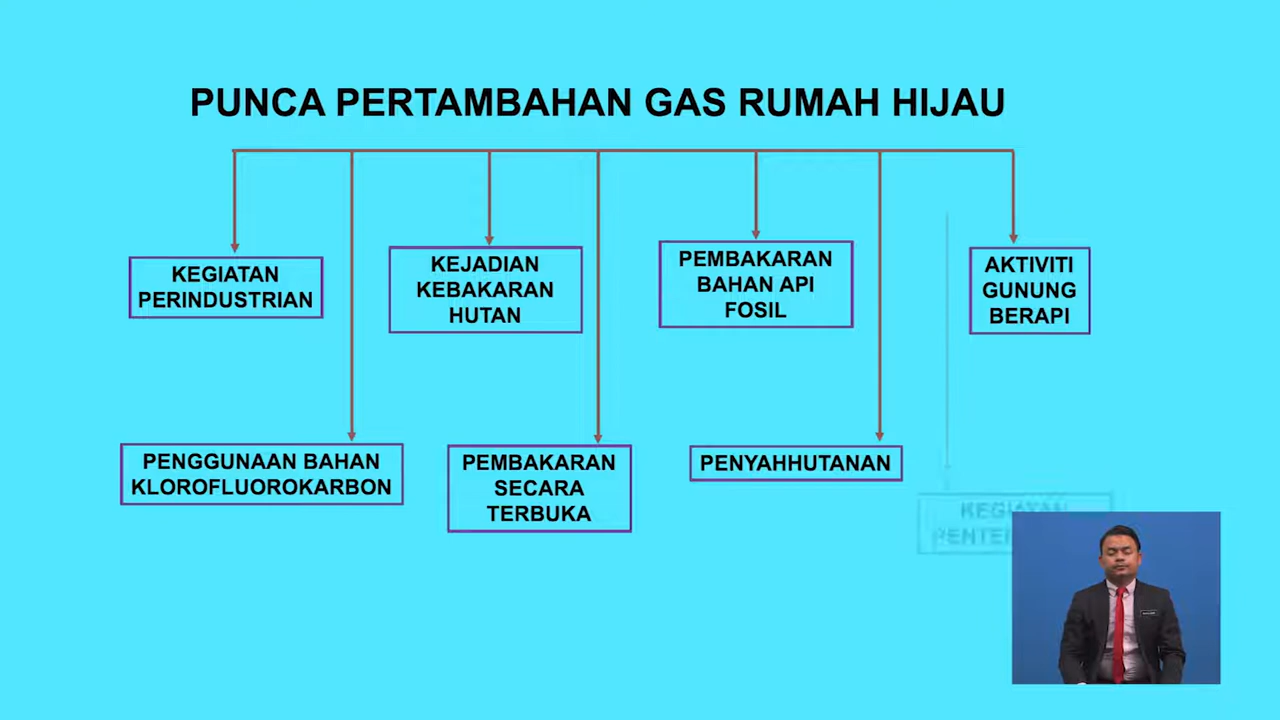 PUNCA PERTAMBAHAN GAS RUMAH HIJAU
KEGIATAN
PERINDUSTRIAN
KEJADIAN
KEBAKARAN
HUTAN
PEMBAKARAN
BAHAN API
FOSIL
AKTIVITI
GUNUNG
BERAPI
PENGGUNAAN BAHAN
KLOROFLUOROKARBON
PEMBAKARAN
SECARA
TERBUKA
PENYAHHUTANAN
KEGIATAN